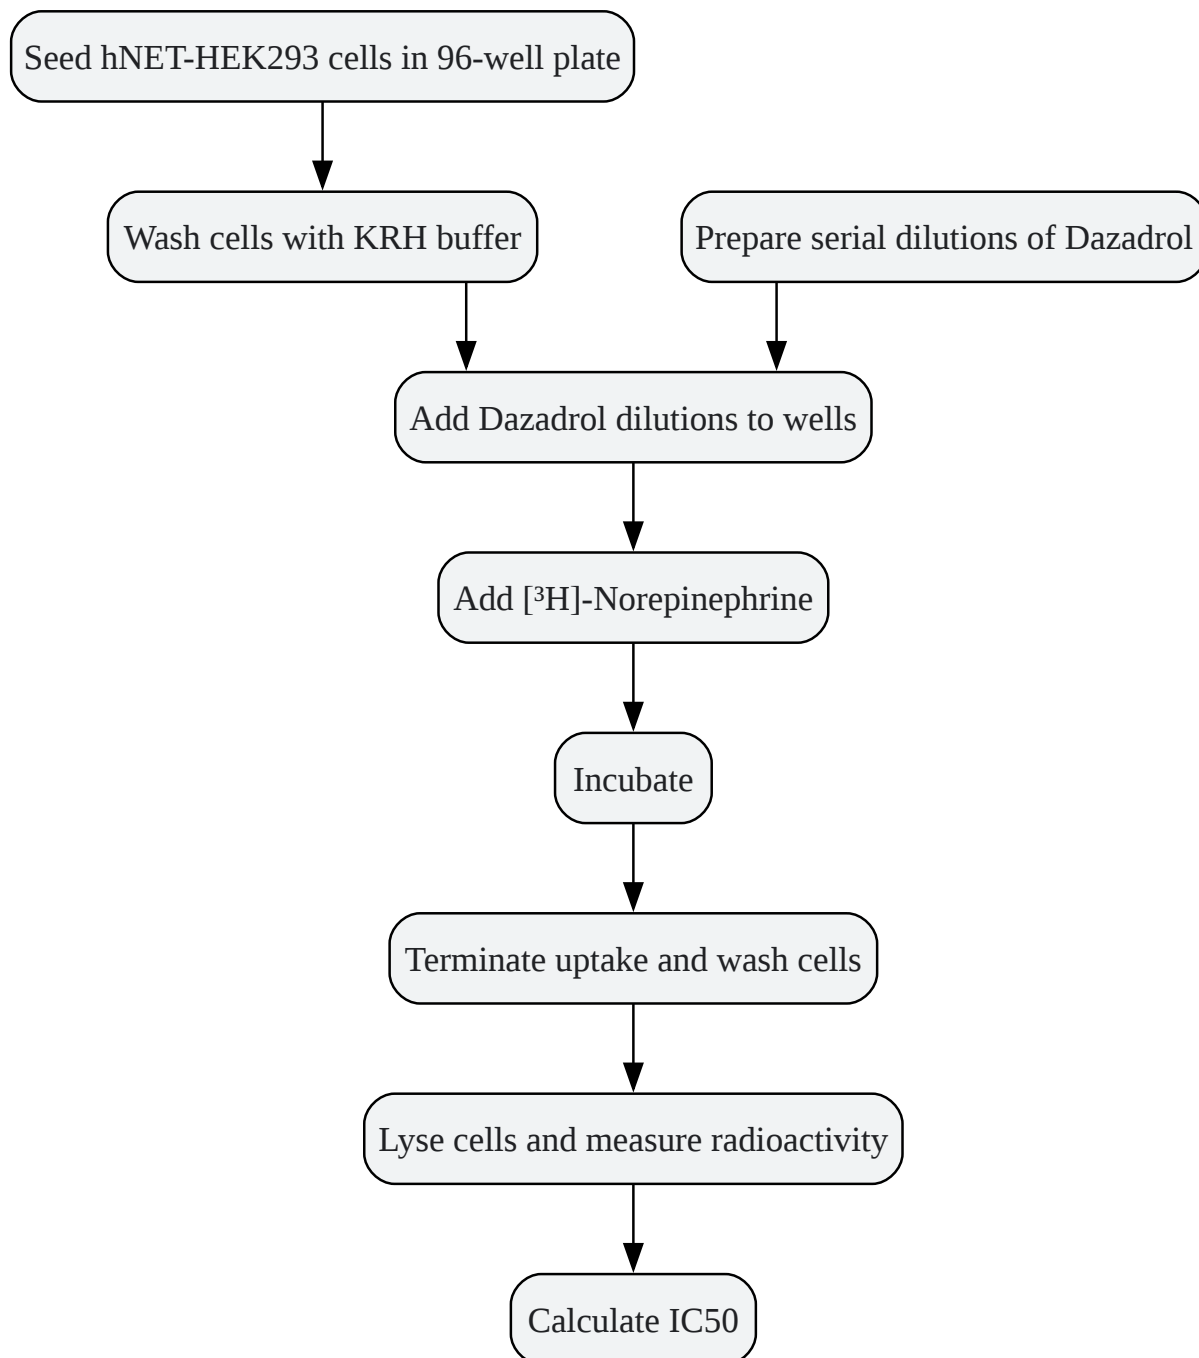 Seed hNET-HEK293 cells in 96-well plate
Wash cells with KRH buffer
Prepare serial dilutions of Dazadrol
Add Dazadrol dilutions to wells
Add [³H]-Norepinephrine
Incubate
Terminate uptake and wash cells
Lyse cells and measure radioactivity
Calculate IC50